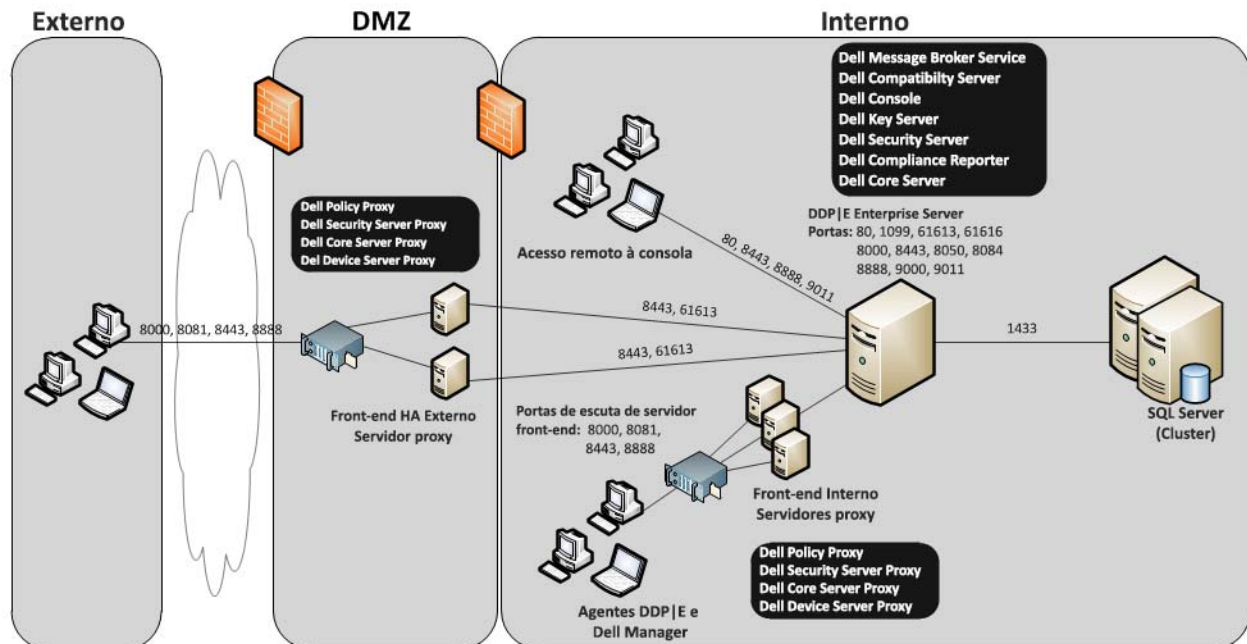 Externo
DMZ
Interno
Dell Message Broker Service
Dell Compatibilty Server
Dell Console
Dell Key Server
Dell Security Server
Dell Compliance Reporter
Dell Core Server
Dell Policy Proxy
Dell Security Server Proxy
Dell Core Server Proxy
Del Device Server Proxy
DDP|E Enterprise Server
Portas: 80, 1099, 61613, 61616
8000, 8443, 8050, 8084
8888, 9000, 9011
Acesso remoto à consola
80, 8443, 8888, 9011
8000, 8081, 8443, 8888
8443, 61613
8443, 61613
1433
Front-end HA Externo
Servidor proxy
Portas de escuta de servidor
front-end: 8000, 8081,
8443, 8888
SQL Server
(Cluster)
Front-end Interno
Servidores proxy
Dell Policy Proxy
Dell Security Server Proxy
Dell Core Server Proxy
Dell Device Server Proxy
Agentes DDP|E e
Dell Manager